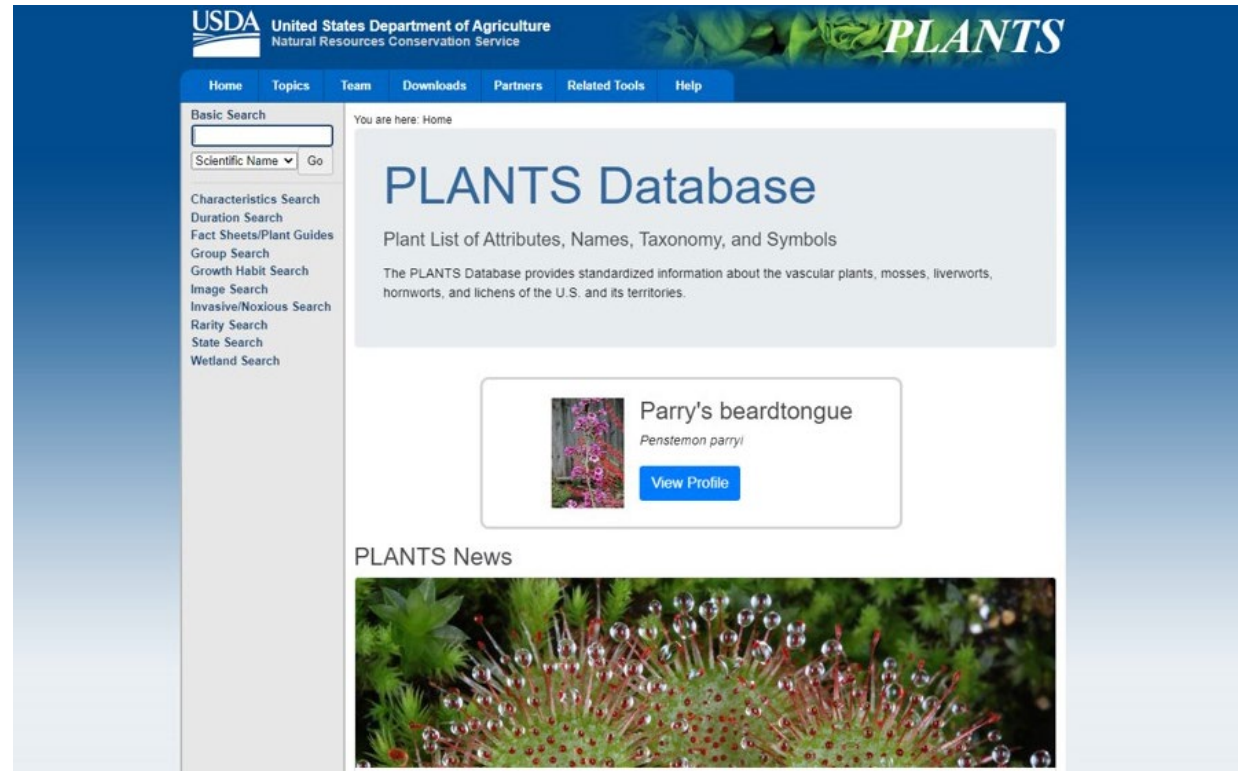 USDA
United States Department of Agriculture
Natural Resources Conservation Service
PLANTS
Home Topics Team Downloads Partners Related Tools Help
Basic Search
Scientific Name Go
Characteristics Search
Duration Search
Fact Sheets/Plant Guides
Group Search
Growth Habit Search
Image Search
Invasive/Noxious Search
Rarity Search
State Search
Wetland Search
You are here: Home
PLANTS Database
Plant List of Attributes, Names, Taxonomy, and Symbols
The PLANTS Database provides standardized information about the vascular plants, mosses, liverworts,
hornworts, and lichens of the U.S. and its territories.
Parry's beardtongue
Penstemon parryi
View Profile
PLANTS News